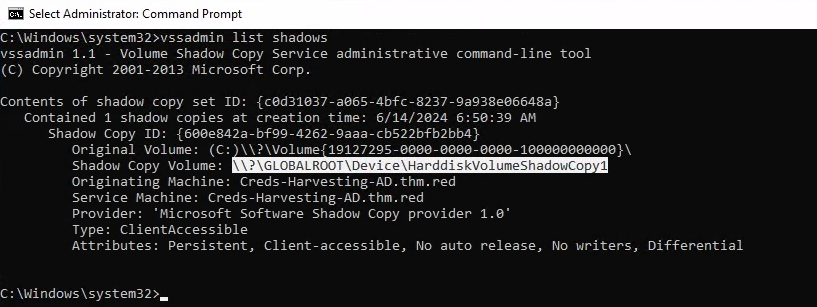 Select Administrator: Command Prompt
C:\Windows\system32>vssadmin list shadows
vssadmin 1.1 - Volume Shadow Copy Service administrative command-line tool
(C) Copyright 2001-2013 Microsoft Corp.
Contents of shadow copy set ID: {c0d31037-a065-4bfc-8237-9a938e06648a}
Contained 1 shadow copies at creation time: 6/14/2024 6:50:39 AM
Shadow Copy ID: {600e842a-bf99-4262-9aaa-cb522bfb2bb4}
Original Volume: (C:)\\?\Volume{19127295-0000-0000-0000-100000000000}\
Shadow Copy Volume: \\?\GLOBALROOT\Device\HarddiskVolumeShadowCopy1
Originating Machine: Creds-Harvesting-AD.thm.red
Service Machine: Creds-Harvesting-AD.thm.red
Provider: 'Microsoft Software Shadow Copy provider 1.0'
Type: ClientAccessible
Attributes: Persistent, Client-accessible, No auto release, No writers, Differential
C:\Windows\system32>